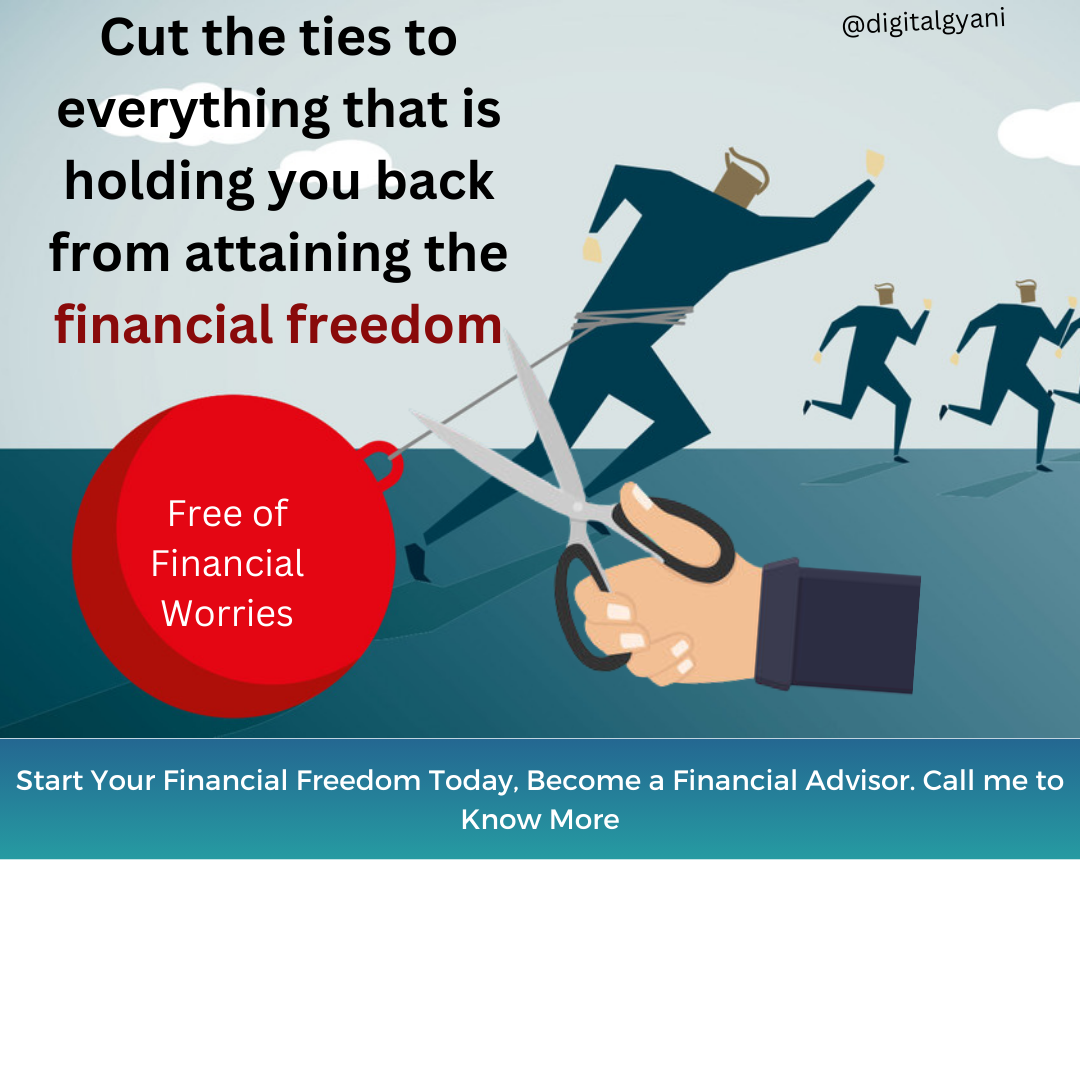 @digitalgyani
Cut the ties to
everything that is
holding you back
from attaining the
financial freedom
Free of
Financial
Worries
Start Your Financial Freedom Today, Become a Financial Advisor. Call me to
Know More